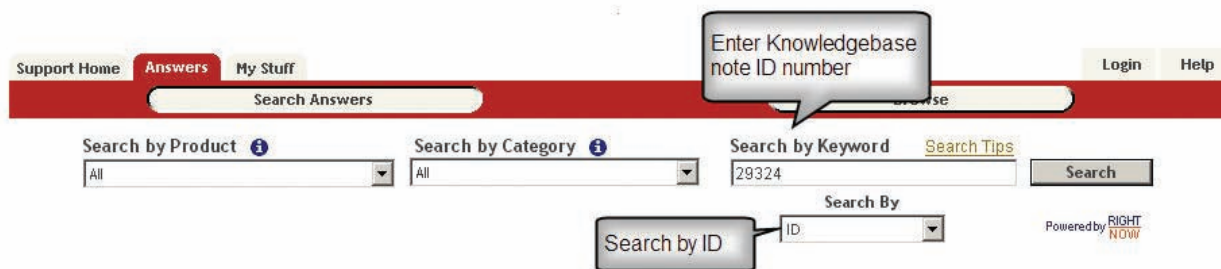 Enter Knowledgebase
note ID number
Support Home Answers My Stuff Login Help
Search Answers
Search by Product Search by Category Search by Keyword Search Tips
All All 29324 Search
Search By
Search by ID ID Powered by RIGHT
NOW